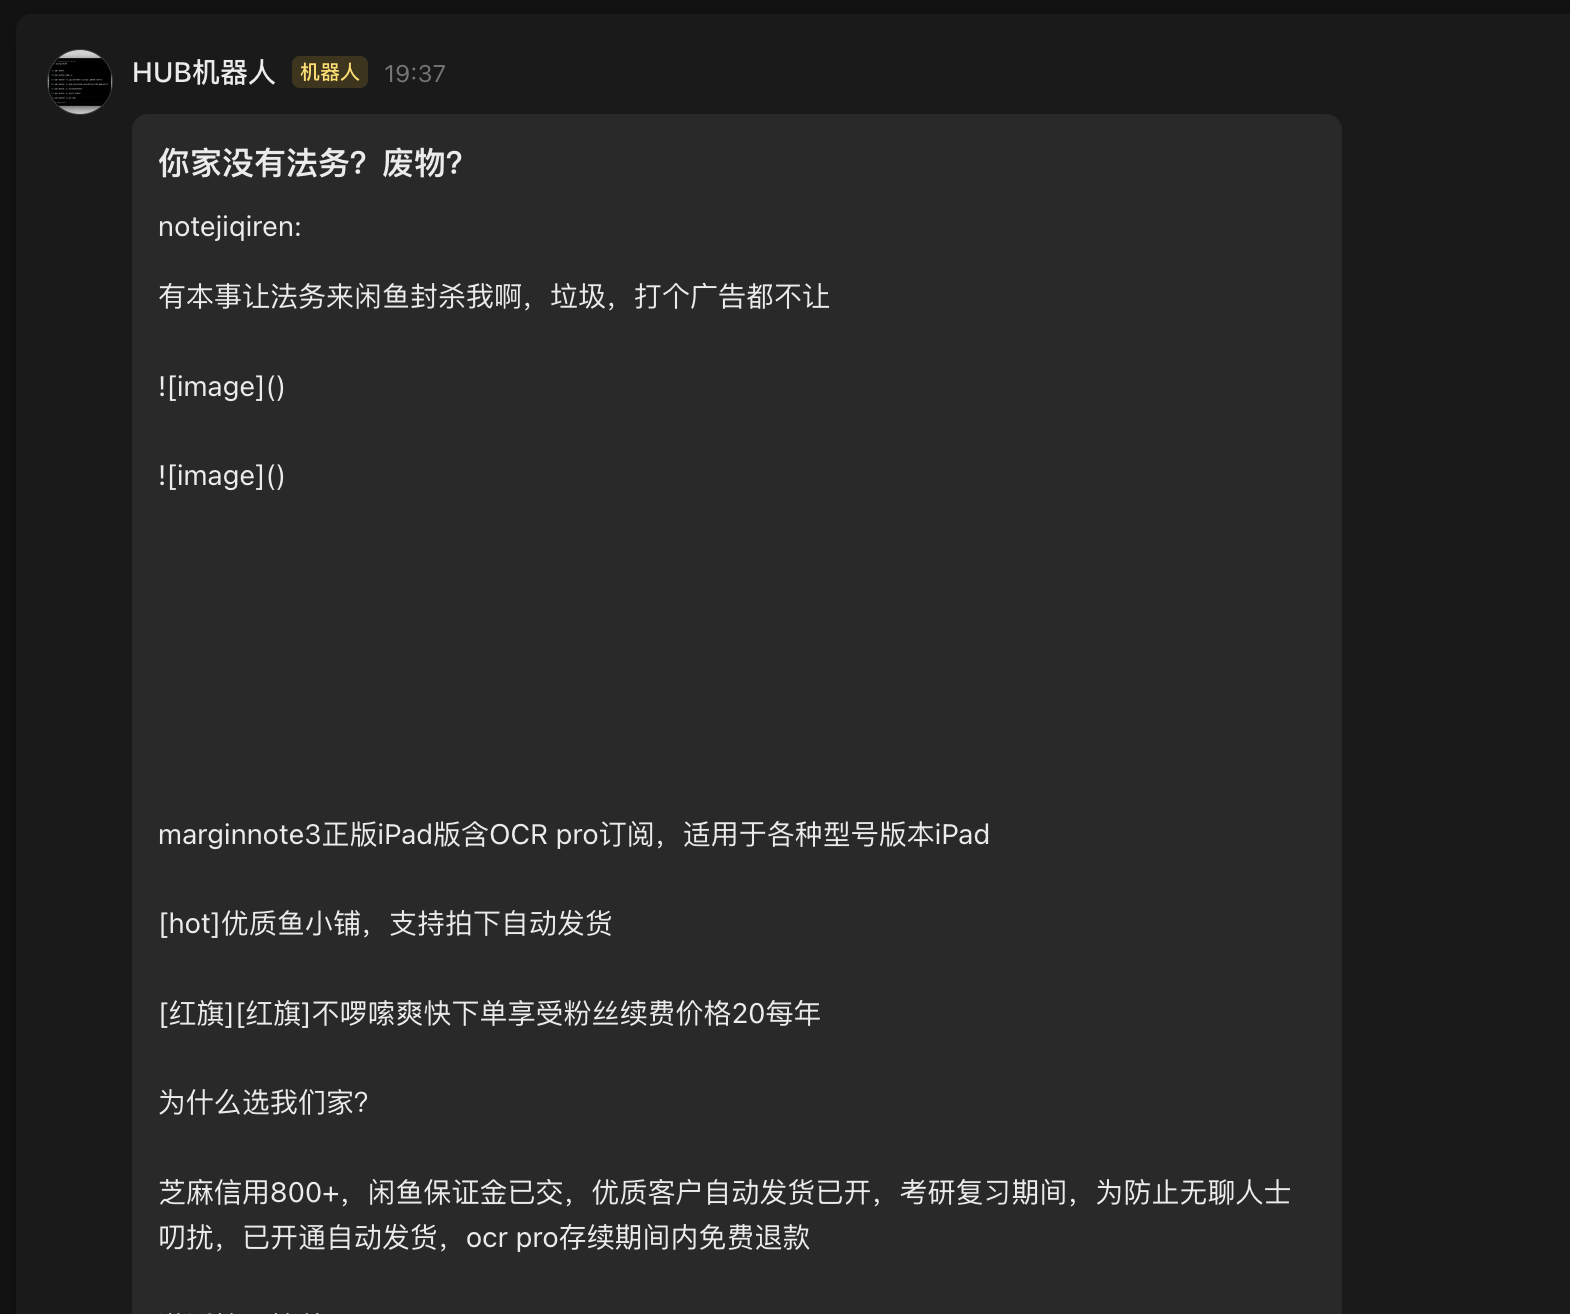 HUB机器人 机器人 19:37
你家没有法务？废物？
notejiqiren:
有本事让法务来闲鱼封杀我啊，垃圾，打个广告都不让
![image]()
![image]()
marginnote3正版iPad版含OCR pro订阅，适用于各种型号版本iPad
[hot]优质鱼小铺，支持拍下自动发货
[红旗][红旗]不啰嗦爽快下单享受粉丝续费价格20每年
为什么选我们家？
芝麻信用800+，闲鱼保证金已交，优质客户自动发货已开，考研复习期间，为防止无聊人士
叨扰，已开通自动发货，ocr pro存续期间内免费退款